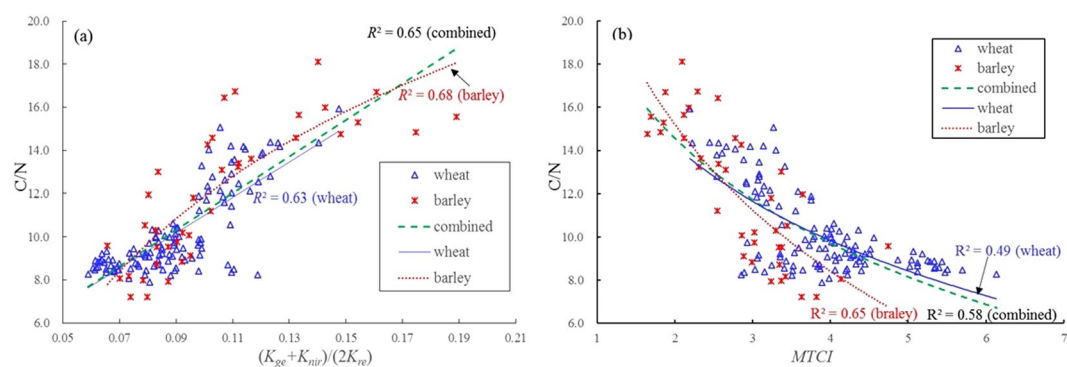 (a)
R² = 0.65 (combined)
R² = 0.68 (barley)
R² = 0.63 (wheat)
wheat
barley
combined
wheat
barley
C/N
20.0
18.0
16.0
14.0
12.0
10.0
8.0
6.0
0.05 0.07 0.09 0.11 0.13 0.15 0.17 0.19 0.21
(Kge+Knir)/(2Kre)
(b)
wheat
barley
combined
wheat
barley
R² = 0.49 (wheat)
R² = 0.65 (braley)
R² = 0.58 (combined)
C/N
20.0
18.0
16.0
14.0
12.0
10.0
8.0
6.0
1 2 3 4 5 6 7
MTCI